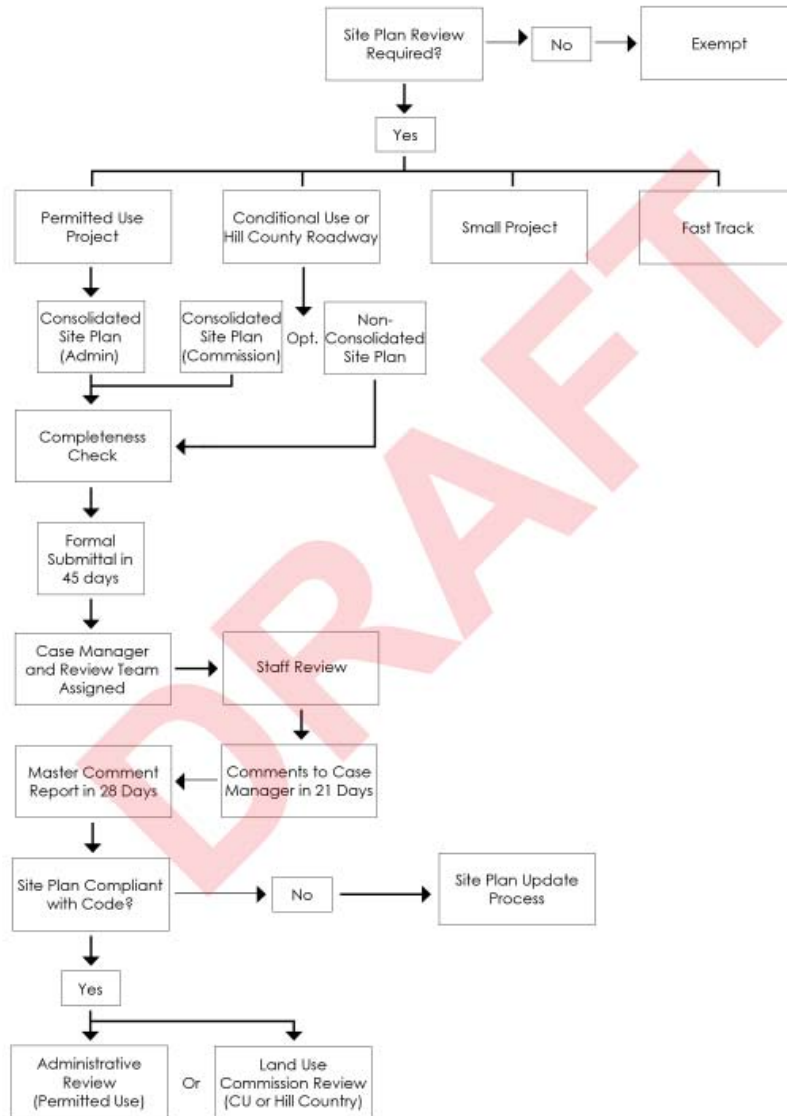 Site Plan Review
Required?
No
Exempt
Yes
Permitted Use
Project
Conditional Use or
Hill County Roadway
Small Project
Fast Track
Consolidated
Site Plan
(Admin)
Consolidated
Site Plan
(Commission)
Opt.
Non-
Consolidated
Site Plan
Completeness
Check
Formal
Submittal in
45 days
Case Manager
and Review Team
Assigned
Staff Review
Master Comment
Report in 28 Days
Comments to Case
Manager in 21 Days
Site Plan Compliant
with Code?
No
Site Plan Update
Process
Yes
Administrative
Review
(Permitted Use)
Or
Land Use
Commission Review
(CU or Hill Country)
DRAFT